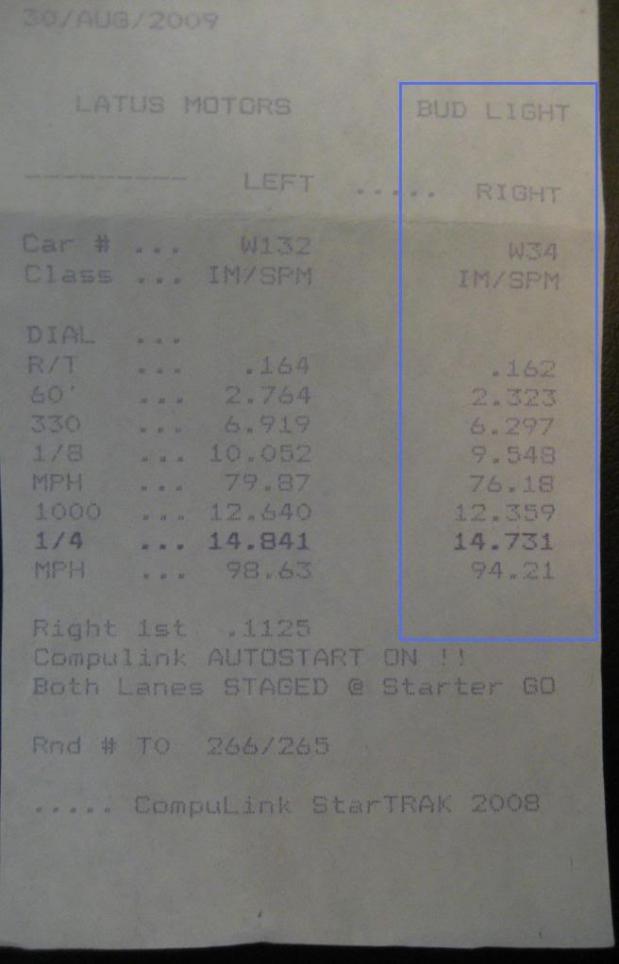 30/AUG/2009
LATUS MOTORS BUD LIGHT
--------- LEFT ..... RIGHT
Car # ... W132 W34
Class ... IM/SPM IM/SPM
DIAL ...
R/T ... .164 .162
60' ... 2.764 2.323
330 ... 6.919 6.297
1/8 ... 10.052 9.548
MPH ... 79.87 76.18
1000 ... 12.640 12.359
1/4 ... 14.841 14.731
MPH ... 98.63 94.21
Right 1st .1125
Compulink AUTOSTART ON !!
Both Lanes STAGED @ Starter GO
Rnd # TO 266/265
..... CompuLink StarTRAK 2008